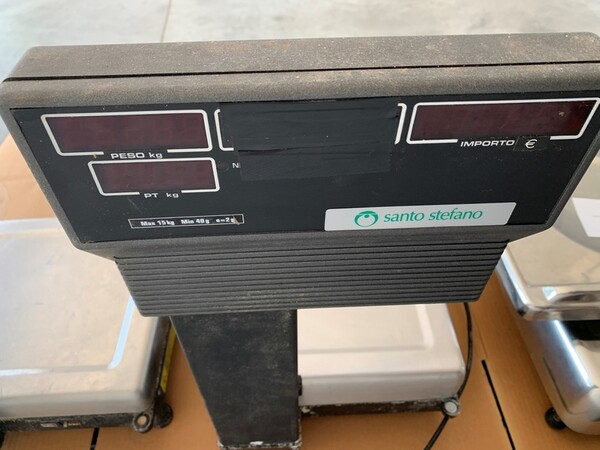 PESO kg
IMPORTO €
PT kg
Max 15kg Min 40g e=2g
santo stefano